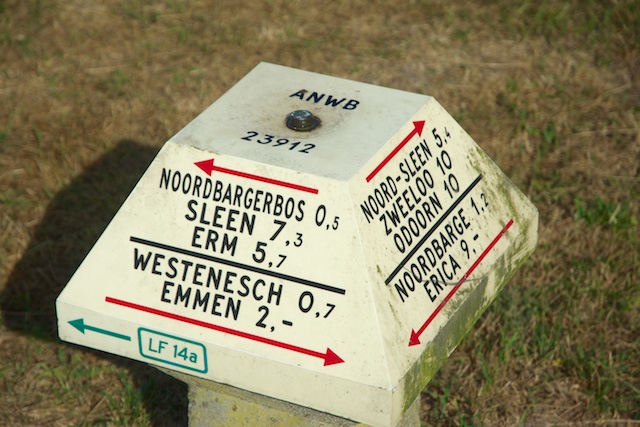 ANWB
23912
NOORDBARGERBOS 0,5
SLEEN 7,3
ERM 5,7
WESTENESCH 0,7
EMMEN 2,-
LF 14a
NOORD-SLEEN 5,4
ZWEELOO 10
ODOORN 10
NOORDBARGE 1,2
ERICA 9,-